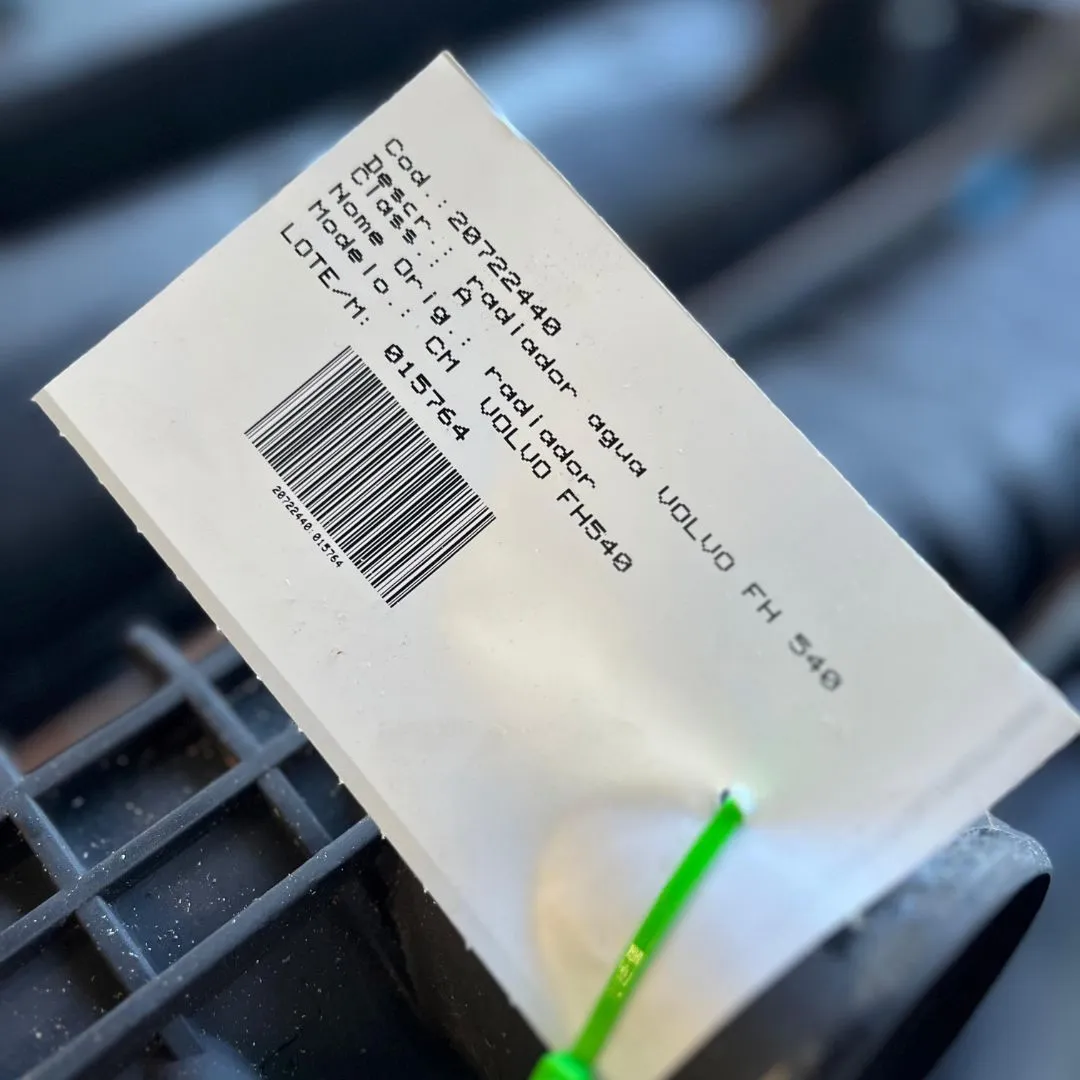 Cod.: 20722440
Descr.: radiador agua VOLVO FH 540
Class.: A
Nome Orig.: radiador
Modelo.: CM VOLVO FH540
LOTE/M: 015764
20722440:015764